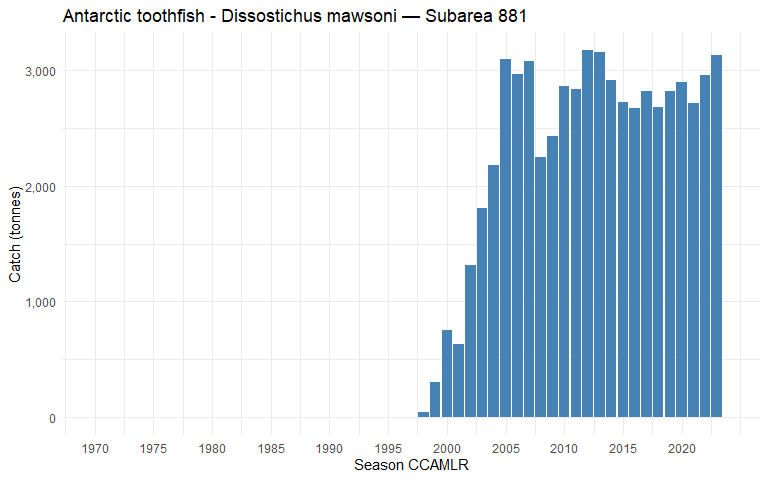 Antarctic toothfish - Dissostichus mawsoni — Subarea 881
Catch (tonnes)
3,000
2,000
1,000
0
1970 1975 1980 1985 1990 1995 2000 2005 2010 2015 2020
Season CCAMLR